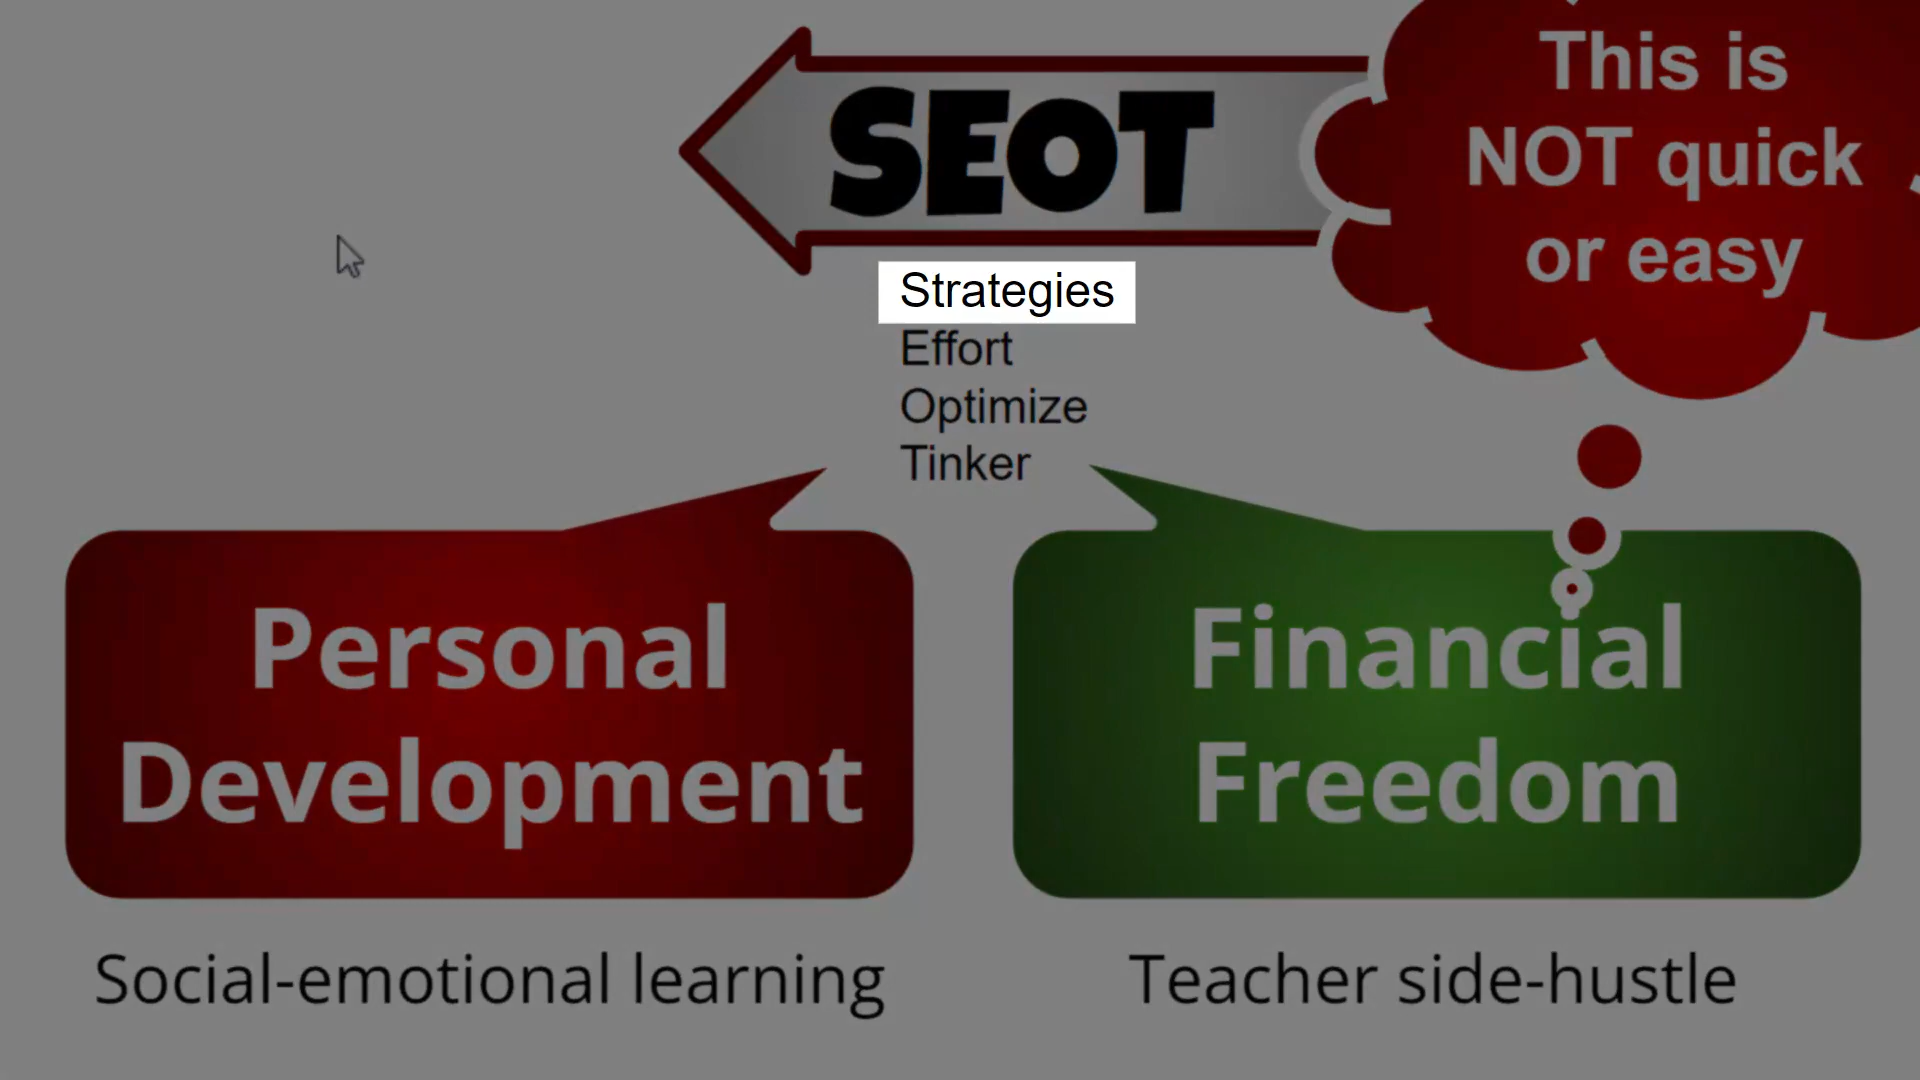 SEOT
This is
NOT quick
or easy
Strategies
Effort
Optimize
Tinker
Personal
Development
Financial
Freedom
Social-emotional learning
Teacher side-hustle